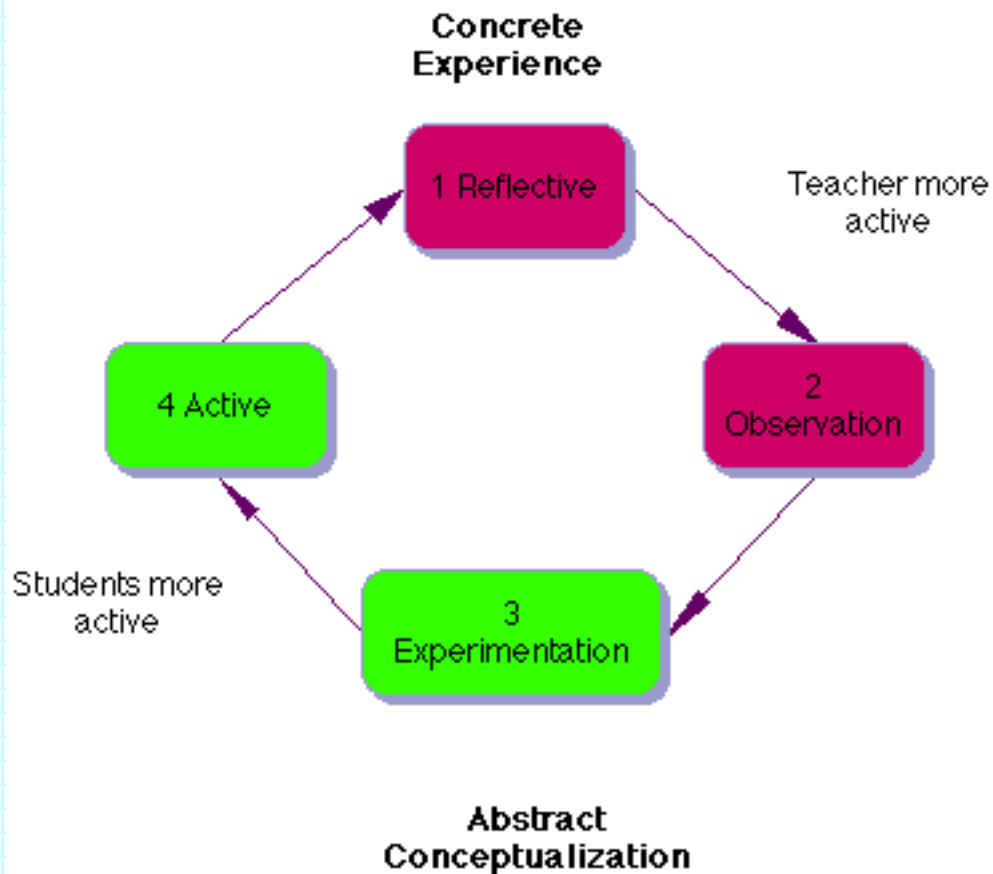 Concrete
Experience
1 Reflective
Teacher more
active
2
Observation
4 Active
Students more
active
3
Experimentation
Abstract
Conceptualization